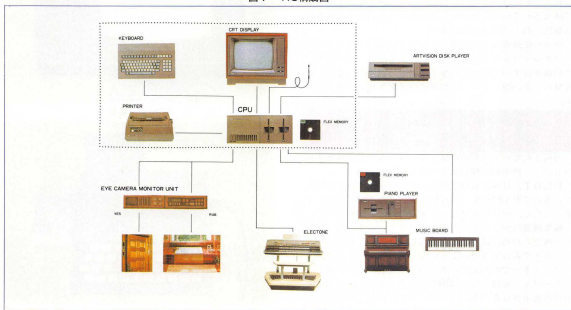 KEYBOARD
CRT DISPLAY
ARTVISION DISK PLAYER
PRINTER
CPU
FLEX MEMORY
EYE CAMERA MONITOR UNIT
FLEX MEMORY
PIANO PLAYER
YES
ELECTONE
MUSIC BOARD